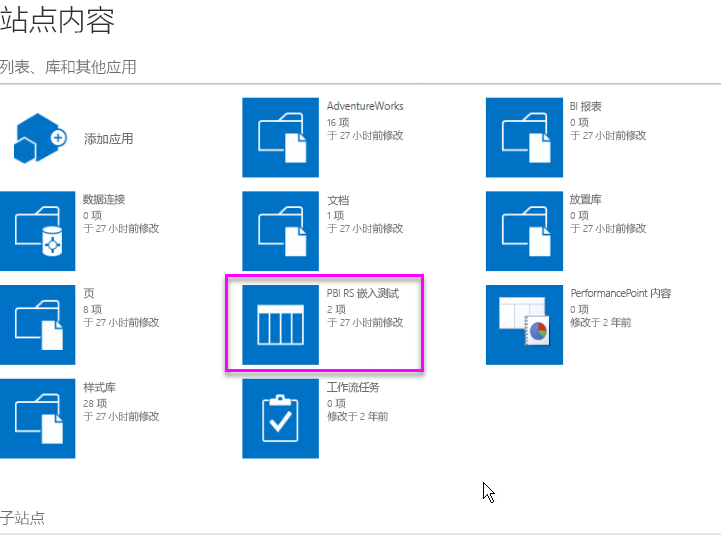 站点内容
列表、库和其他应用
添加应用
AdventureWorks
16 项
于 27 小时前修改
BI 报表
0 项
于 27 小时前修改
数据连接
0 项
于 27 小时前修改
文档
1 项
于 27 小时前修改
放置库
0 项
于 27 小时前修改
页
8 项
于 27 小时前修改
PBI RS 嵌入测试
2 项
于 27 小时前修改
PerformancePoint 内容
0 项
修改于 2 年前
样式库
28 项
于 27 小时前修改
工作流任务
0 项
修改于 2 年前
子站点